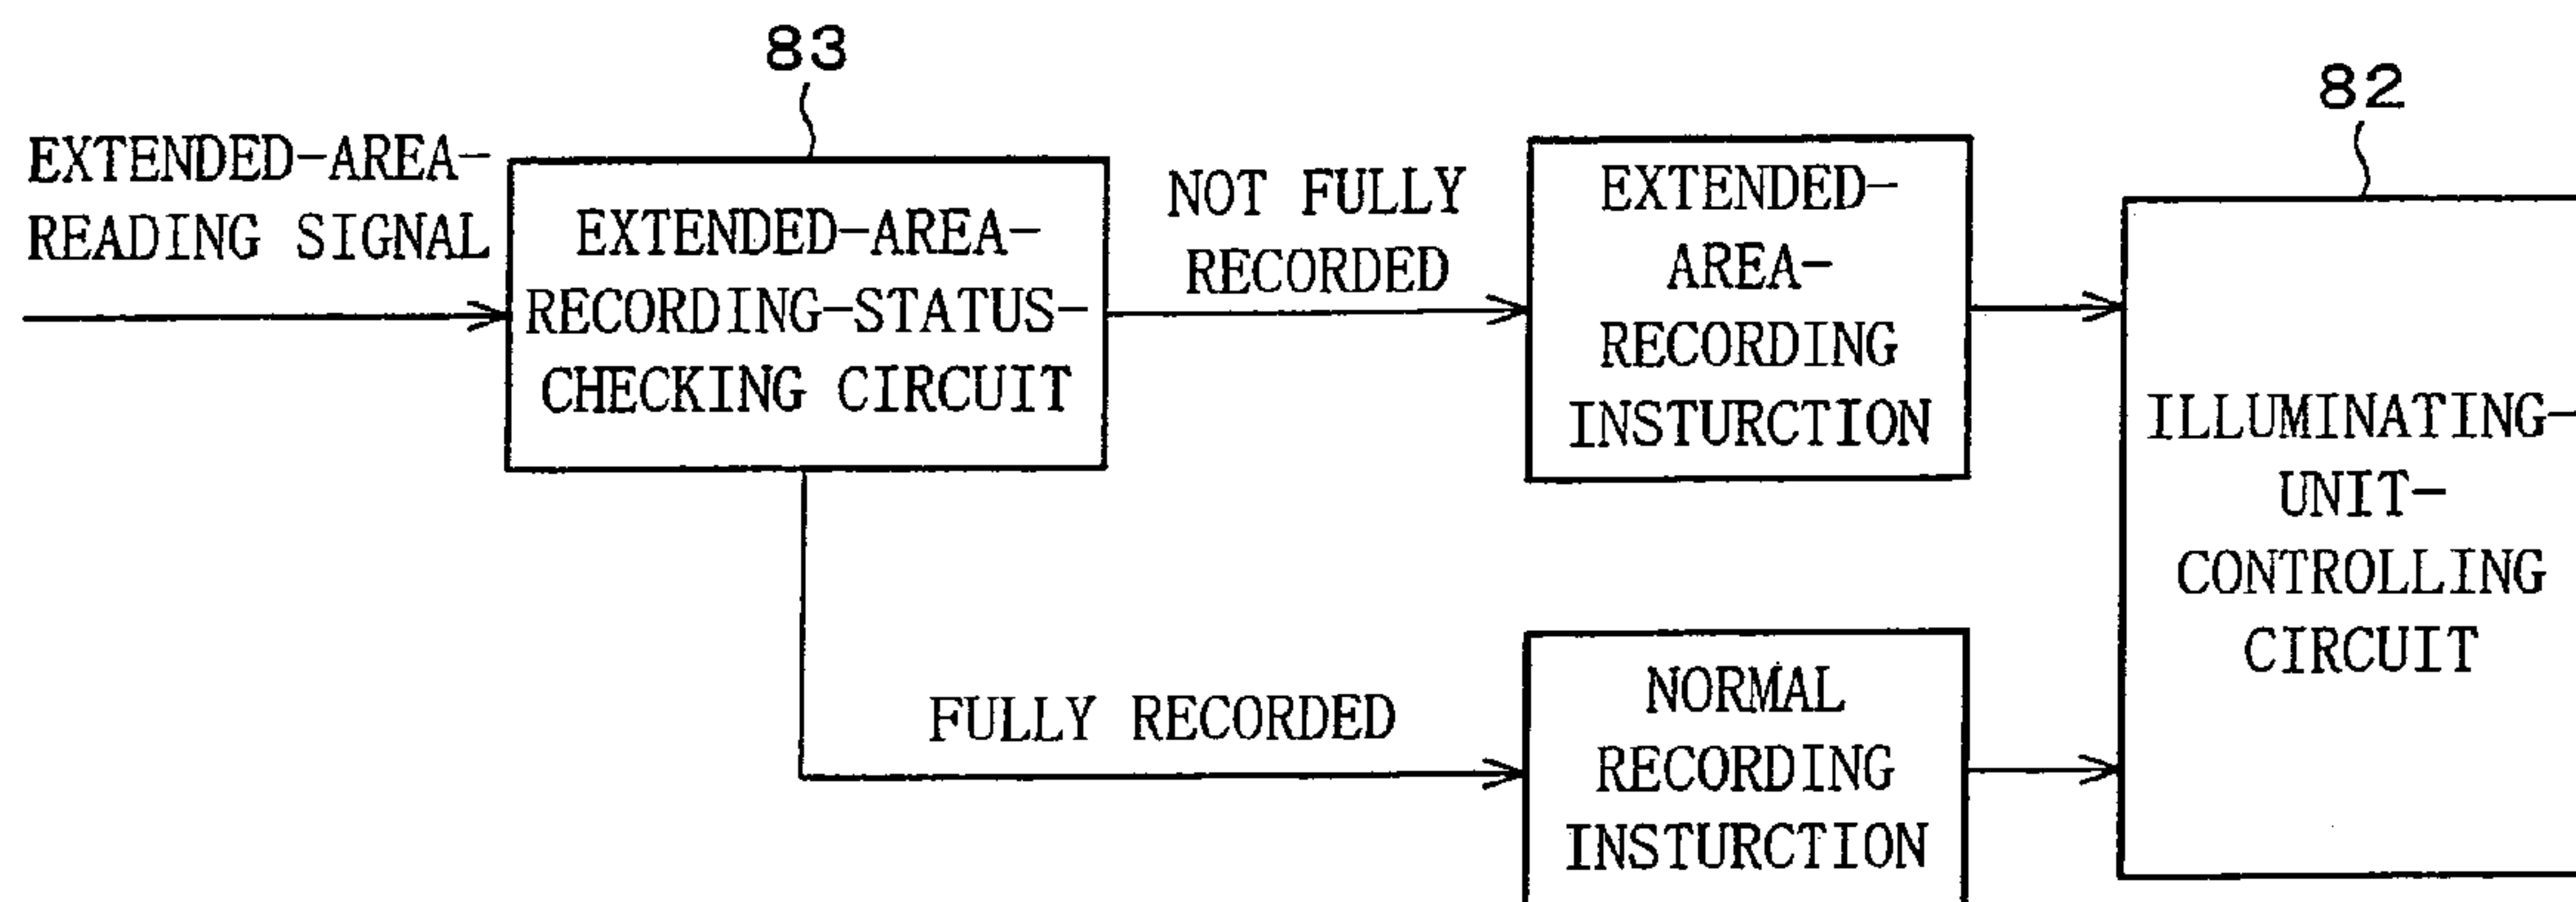 83
82
EXTENDED-AREA-
READING SIGNAL
EXTENDED-AREA-
RECORDING-STATUS-
CHECKING CIRCUIT
NOT FULLY
RECORDED
EXTENDED-
AREA-
RECORDING
INSTURCTION
ILLUMINATING-
UNIT-
CONTROLLING
CIRCUIT
FULLY RECORDED
NORMAL
RECORDING
INSTURCTION